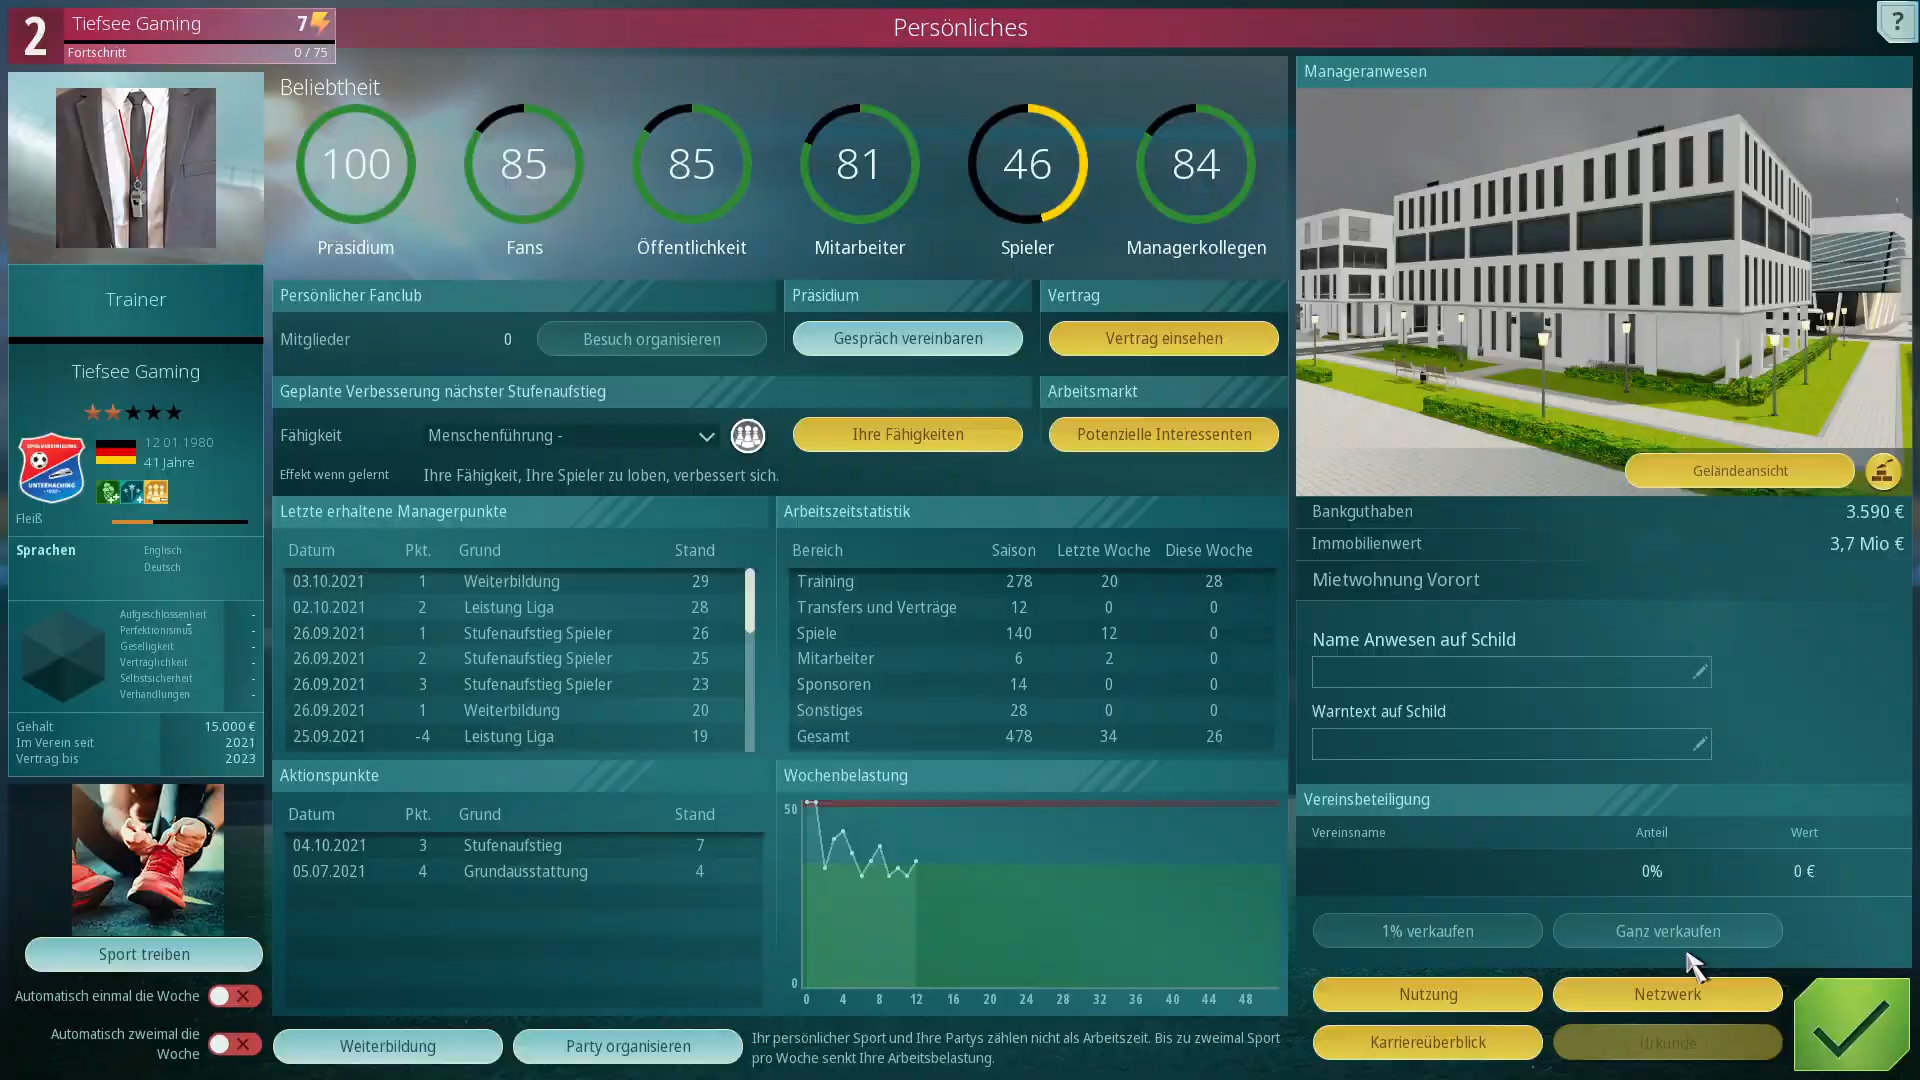 2
Tiefsee Gaming
7
Fortschritt
0 / 75
Persönliches
?
Trainer
Tiefsee Gaming
SPIELVEREINIGUNG
UNTERHACHING
12.01.1980
41 Jahre
Fleiß
Sprachen
Englisch
Deutsch
Aufgeschlossenheit -
Perfektionismus -
Geselligkeit -
Verträglichkeit -
Selbstsicherheit -
Verhandlungen -
Gehalt 15.000 €
Im Verein seit 2021
Vertrag bis 2023
Sport treiben
Automatisch einmal die Woche
Automatisch zweimal die
Woche
Beliebtheit
100 85 85 81 46 84
Präsidium Fans Öffentlichkeit Mitarbeiter Spieler Managerkollegen
Persönlicher Fanclub
Mitglieder 0
Besuch organisieren
Präsidium
Gespräch vereinbaren
Vertrag
Vertrag einsehen
Geplante Verbesserung nächster Stufenaufstieg
Fähigkeit Menschenführung -
Ihre Fähigkeiten
Effekt wenn gelernt Ihre Fähigkeit, Ihre Spieler zu loben, verbessert sich.
Arbeitsmarkt
Potenzielle Interessenten
Letzte erhaltene Managerpunkte
Datum Pkt. Grund Stand
03.10.2021 1 Weiterbildung 29
02.10.2021 2 Leistung Liga 28
26.09.2021 1 Stufenaufstieg Spieler 26
26.09.2021 2 Stufenaufstieg Spieler 25
26.09.2021 3 Stufenaufstieg Spieler 23
26.09.2021 1 Weiterbildung 20
25.09.2021 -4 Leistung Liga 19
Arbeitszeitstatistik
Bereich Saison Letzte Woche Diese Woche
Training 278 20 28
Transfers und Verträge 12 0 0
Spiele 140 12 0
Mitarbeiter 6 2 0
Sponsoren 14 0 0
Sonstiges 28 0 0
Gesamt 478 34 26
Aktionspunkte
Datum Pkt. Grund Stand
04.10.2021 3 Stufenaufstieg 7
05.07.2021 4 Grundausstattung 4
Wochenbelastung
50
0
0 4 8 12 16 20 24 28 32 36 40 44 48
Weiterbildung
Party organisieren
Ihr persönlicher Sport und Ihre Partys zählen nicht als Arbeitszeit. Bis zu zweimal Sport
pro Woche senkt Ihre Arbeitsbelastung.
Manageranwesen
Geländeansicht
Bankguthaben 3.590 €
Immobilienwert 3,7 Mio €
Mietwohnung Vorort
Name Anwesen auf Schild
Warntext auf Schild
Vereinsbeteiligung
Vereinsname Anteil Wert
0% 0 €
1% verkaufen
Ganz verkaufen
Nutzung
Netzwerk
Karriereüberblick
Urkunde